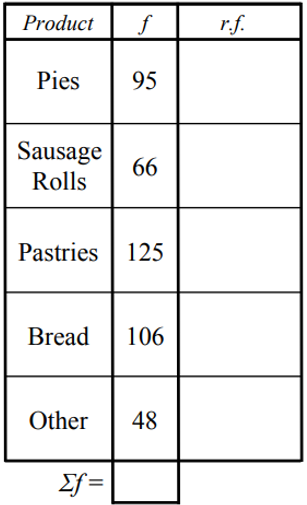 Product f r.f.
Pies 95
Sausage
Rolls 66
Pastries 125
Bread 106
Other 48
Σf =